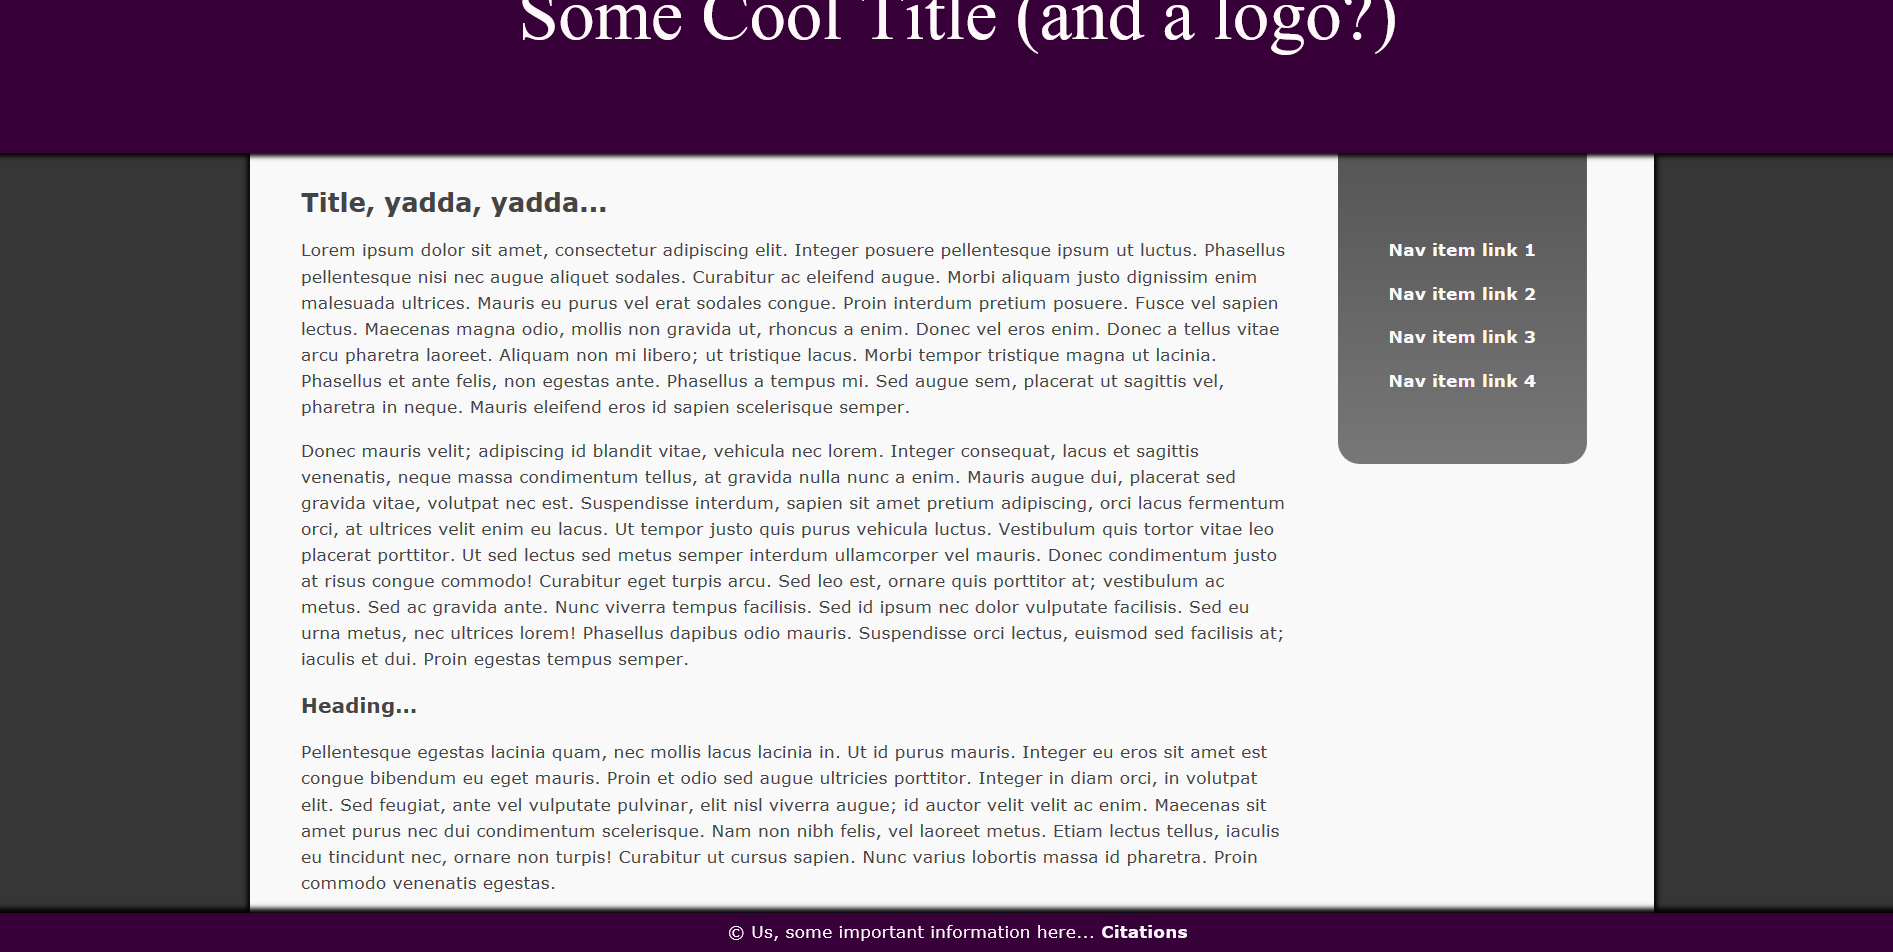 Some Cool Title (and a logo?)
Title, yadda, yadda...
Lorem ipsum dolor sit amet, consectetur adipiscing elit. Integer posuere pellentesque ipsum ut luctus. Phasellus
pellentesque nisi nec augue aliquet sodales. Curabitur ac eleifend augue. Morbi aliquam justo dignissim enim
malesuada ultrices. Mauris eu purus vel erat sodales congue. Proin interdum pretium posuere. Fusce vel sapien
lectus. Maecenas magna odio, mollis non gravida ut, rhoncus a enim. Donec vel eros enim. Donec a tellus vitae
arcu pharetra laoreet. Aliquam non mi libero; ut tristique lacus. Morbi tempor tristique magna ut lacinia.
Phasellus et ante felis, non egestas ante. Phasellus a tempus mi. Sed augue sem, placerat ut sagittis vel,
pharetra in neque. Mauris eleifend eros id sapien scelerisque semper.
Donec mauris velit; adipiscing id blandit vitae, vehicula nec lorem. Integer consequat, lacus et sagittis
venenatis, neque massa condimentum tellus, at gravida nulla nunc a enim. Mauris augue dui, placerat sed
gravida vitae, volutpat nec est. Suspendisse interdum, sapien sit amet pretium adipiscing, orci lacus fermentum
orci, at ultrices velit enim eu lacus. Ut tempor justo quis purus vehicula luctus. Vestibulum quis tortor vitae leo
placerat porttitor. Ut sed lectus sed metus semper interdum ullamcorper vel mauris. Donec condimentum justo
at risus congue commodo! Curabitur eget turpis arcu. Sed leo est, ornare quis porttitor at; vestibulum ac
metus. Sed ac gravida ante. Nunc viverra tempus facilisis. Sed id ipsum nec dolor vulputate facilisis. Sed eu
urna metus, nec ultrices lorem! Phasellus dapibus odio mauris. Suspendisse orci lectus, euismod sed facilisis at;
iaculis et dui. Proin egestas tempus semper.
Heading...
Pellentesque egestas lacinia quam, nec mollis lacus lacinia in. Ut id purus mauris. Integer eu eros sit amet est
congue bibendum eu eget mauris. Proin et odio sed augue ultricies porttitor. Integer in diam orci, in volutpat
elit. Sed feugiat, ante vel vulputate pulvinar, elit nisl viverra augue; id auctor velit velit ac enim. Maecenas sit
amet purus nec dui condimentum scelerisque. Nam non nibh felis, vel laoreet metus. Etiam lectus tellus, iaculis
eu tincidunt nec, ornare non turpis! Curabitur ut cursus sapien. Nunc varius lobortis massa id pharetra. Proin
commodo venenatis egestas.
Nav item link 1
Nav item link 2
Nav item link 3
Nav item link 4
© Us, some important information here... Citations